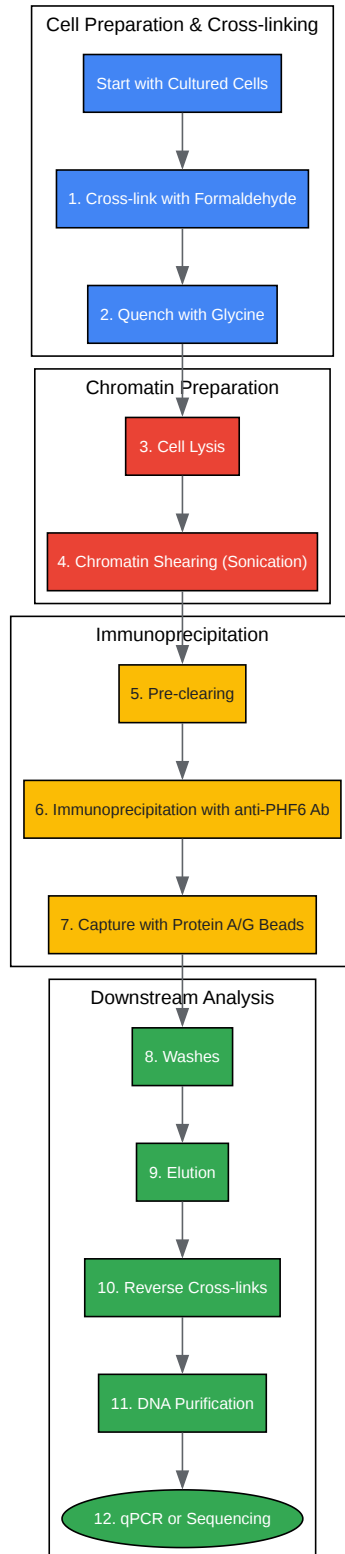 Cell Preparation & Cross-linking
Start with Cultured Cells
1. Cross-link with Formaldehyde
2. Quench with Glycine
Chromatin Preparation
3. Cell Lysis
4. Chromatin Shearing (Sonication)
Immunoprecipitation
5. Pre-clearing
6. Immunoprecipitation with anti-PHF6 Ab
7. Capture with Protein A/G Beads
Downstream Analysis
8. Washes
9. Elution
10. Reverse Cross-links
11. DNA Purification
12. qPCR or Sequencing